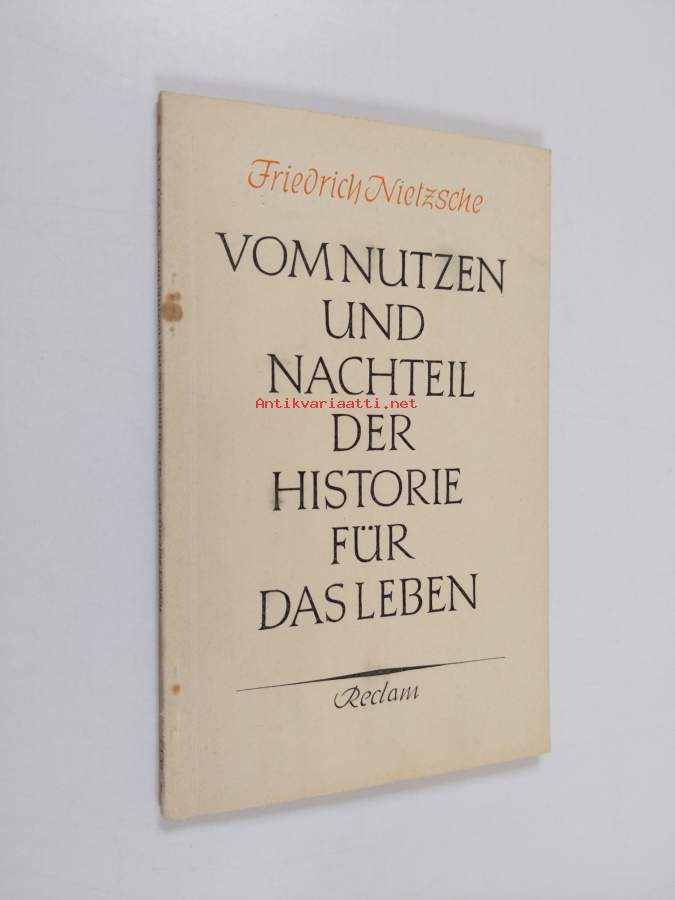 Friedrich Nietzsche
VOM NUTZEN
UND
NACHTEIL
Antikvariaatti.net
DER
HISTORIE
FÜR
DAS LEBEN
Reclam